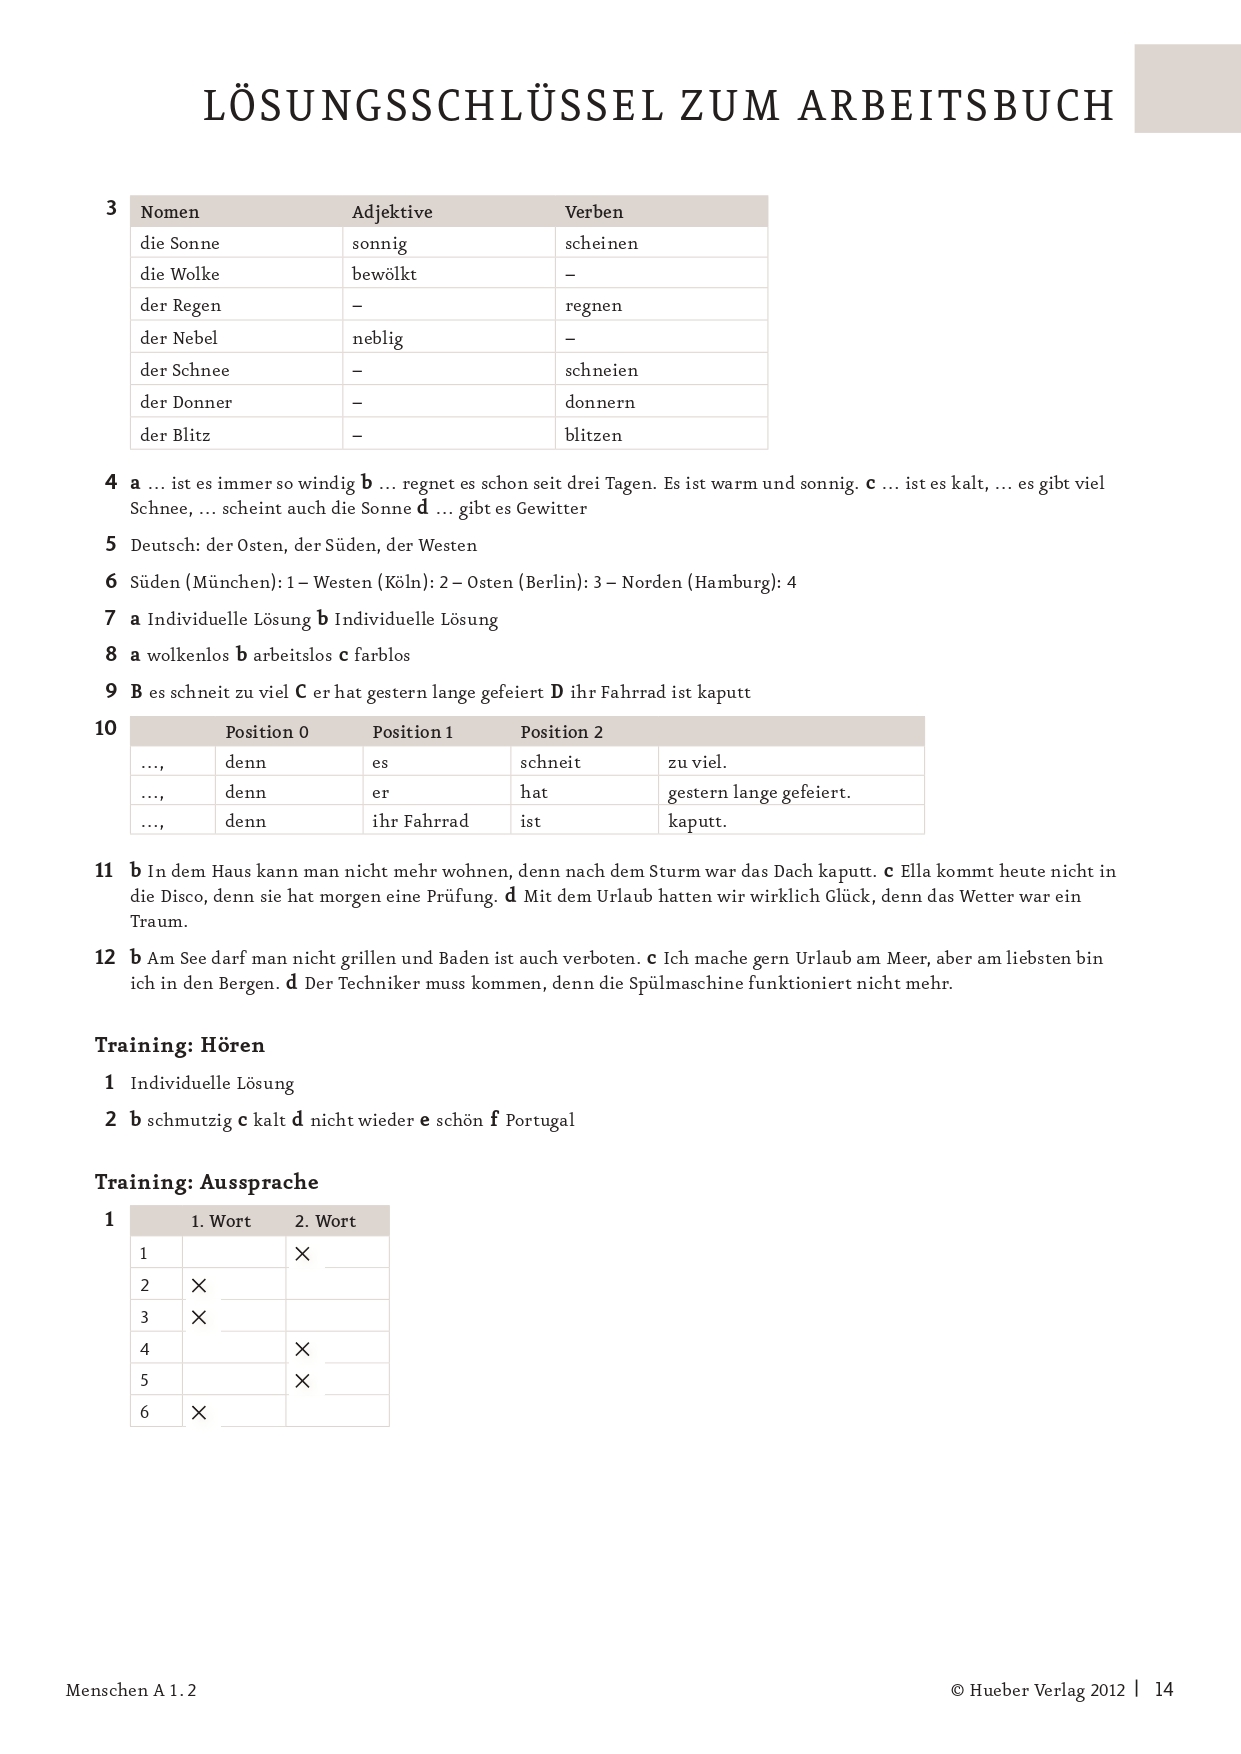 LÖSUNGSSCHLÜSSEL ZUM ARBEITSBUCH
3 Nomen Adjektive Verben
die Sonne sonnig scheinen
die Wolke bewölkt –
der Regen – regnen
der Nebel neblig –
der Schnee – schneien
der Donner – donnern
der Blitz – blitzen
4 a … ist es immer so windig b … regnet es schon seit drei Tagen. Es ist warm und sonnig. c … ist es kalt, … es gibt viel
Schnee, … scheint auch die Sonne d … gibt es Gewitter
5 Deutsch: der Osten, der Süden, der Westen
6 Süden (München): 1 – Westen (Köln): 2 – Osten (Berlin): 3 – Norden (Hamburg): 4
7 a Individuelle Lösung b Individuelle Lösung
8 a wolkenlos b arbeitslos c farblos
9 B es schneit zu viel C er hat gestern lange gefeiert D ihr Fahrrad ist kaputt
10 Position 0 Position 1 Position 2
…, denn es schneit zu viel.
…, denn er hat gestern lange gefeiert.
…, denn ihr Fahrrad ist kaputt.
11 b In dem Haus kann man nicht mehr wohnen, denn nach dem Sturm war das Dach kaputt. c Ella kommt heute nicht in
die Disco, denn sie hat morgen eine Prüfung. d Mit dem Urlaub hatten wir wirklich Glück, denn das Wetter war ein
Traum.
12 b Am See darf man nicht grillen und Baden ist auch verboten. c Ich mache gern Urlaub am Meer, aber am liebsten bin
ich in den Bergen. d Der Techniker muss kommen, denn die Spülmaschine funktioniert nicht mehr.
Training: Hören
1 Individuelle Lösung
2 b schmutzig c kalt d nicht wieder e schön f Portugal
Training: Aussprache
1 1. Wort 2. Wort
1 ×
2 ×
3 ×
4 ×
5 ×
6 ×
Menschen A 1.2 © Hueber Verlag 2012 | 14